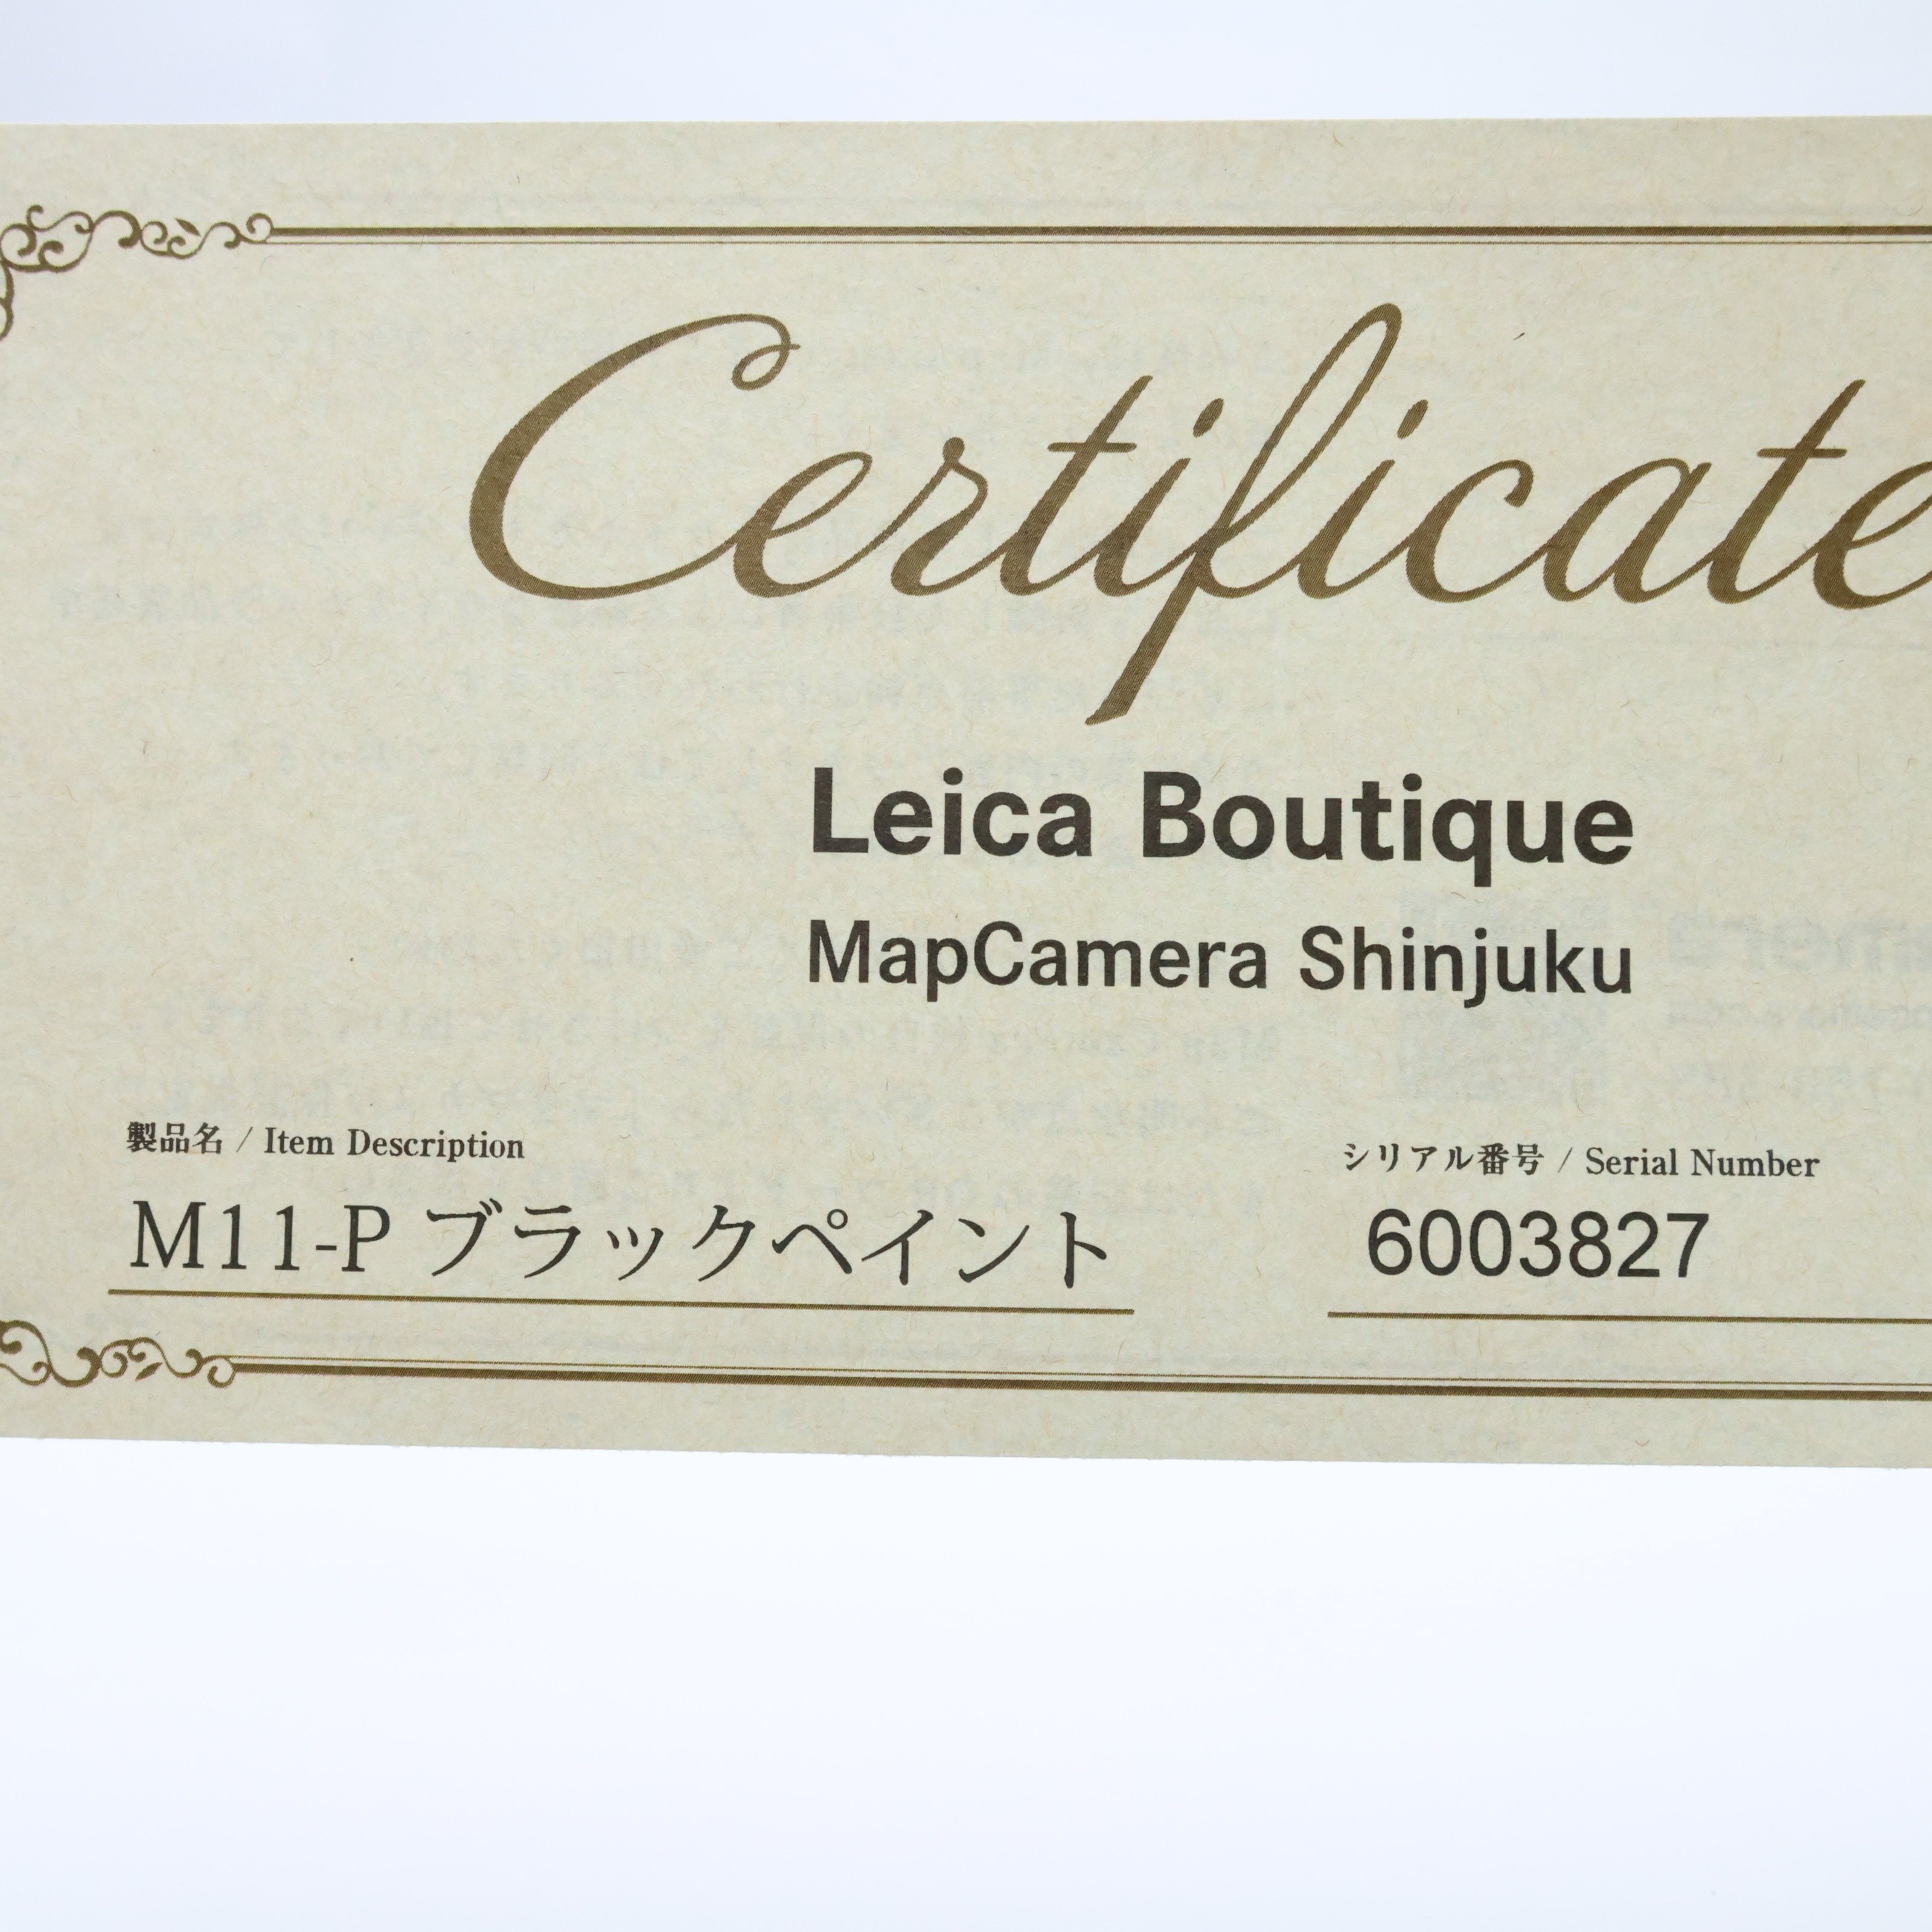 Certificate
Leica Boutique
MapCamera Shinjuku
製品名 / Item Description
シリアル番号 / Serial Number
M11-P ブラックペイント
6003827